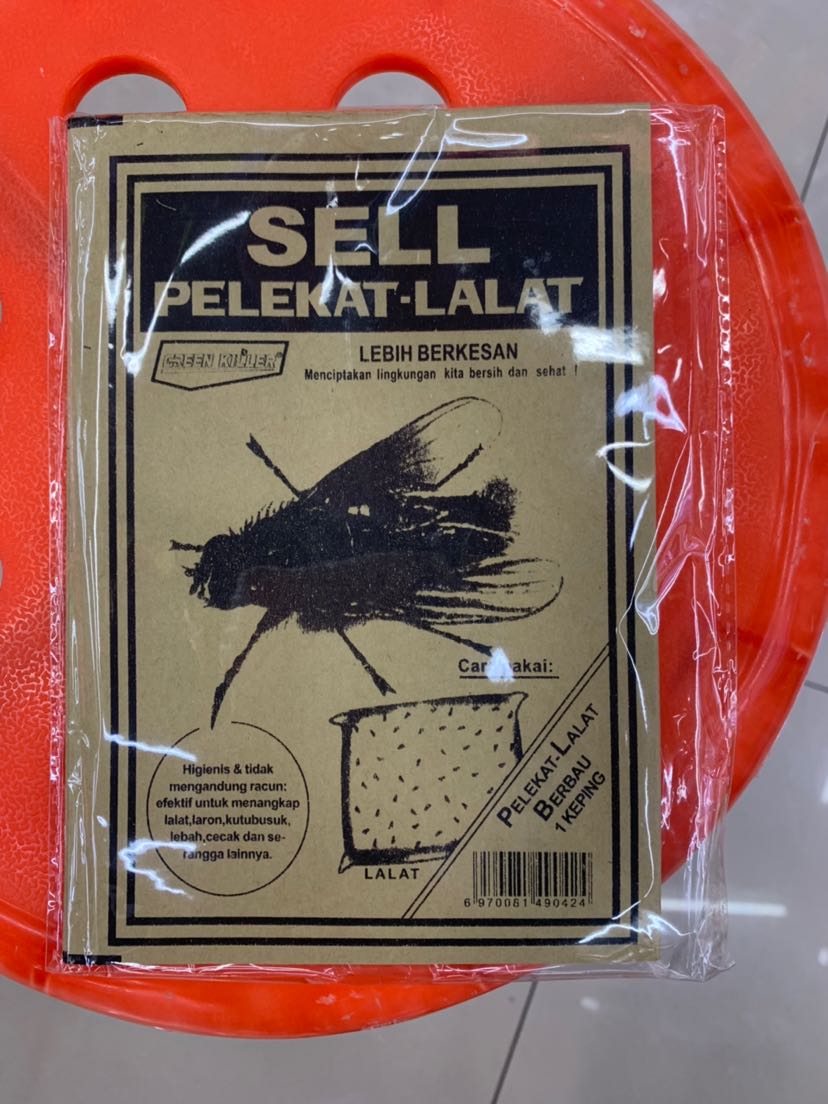 SELL
PELEKAT-LALAT
GREEN KILLER
LEBIH BERKESAN
Menciptakan lingkungan kita bersih dan sehat !
Higienis & tidak
mengandung racun:
efektif untuk menangkap
lalat,laron,kutubusuk,
lebah,cecak dan se-
rangga lainnya.
LALAT
PELEKAT-LALAT
BERBAU
1 KEPING
6 970081 490424